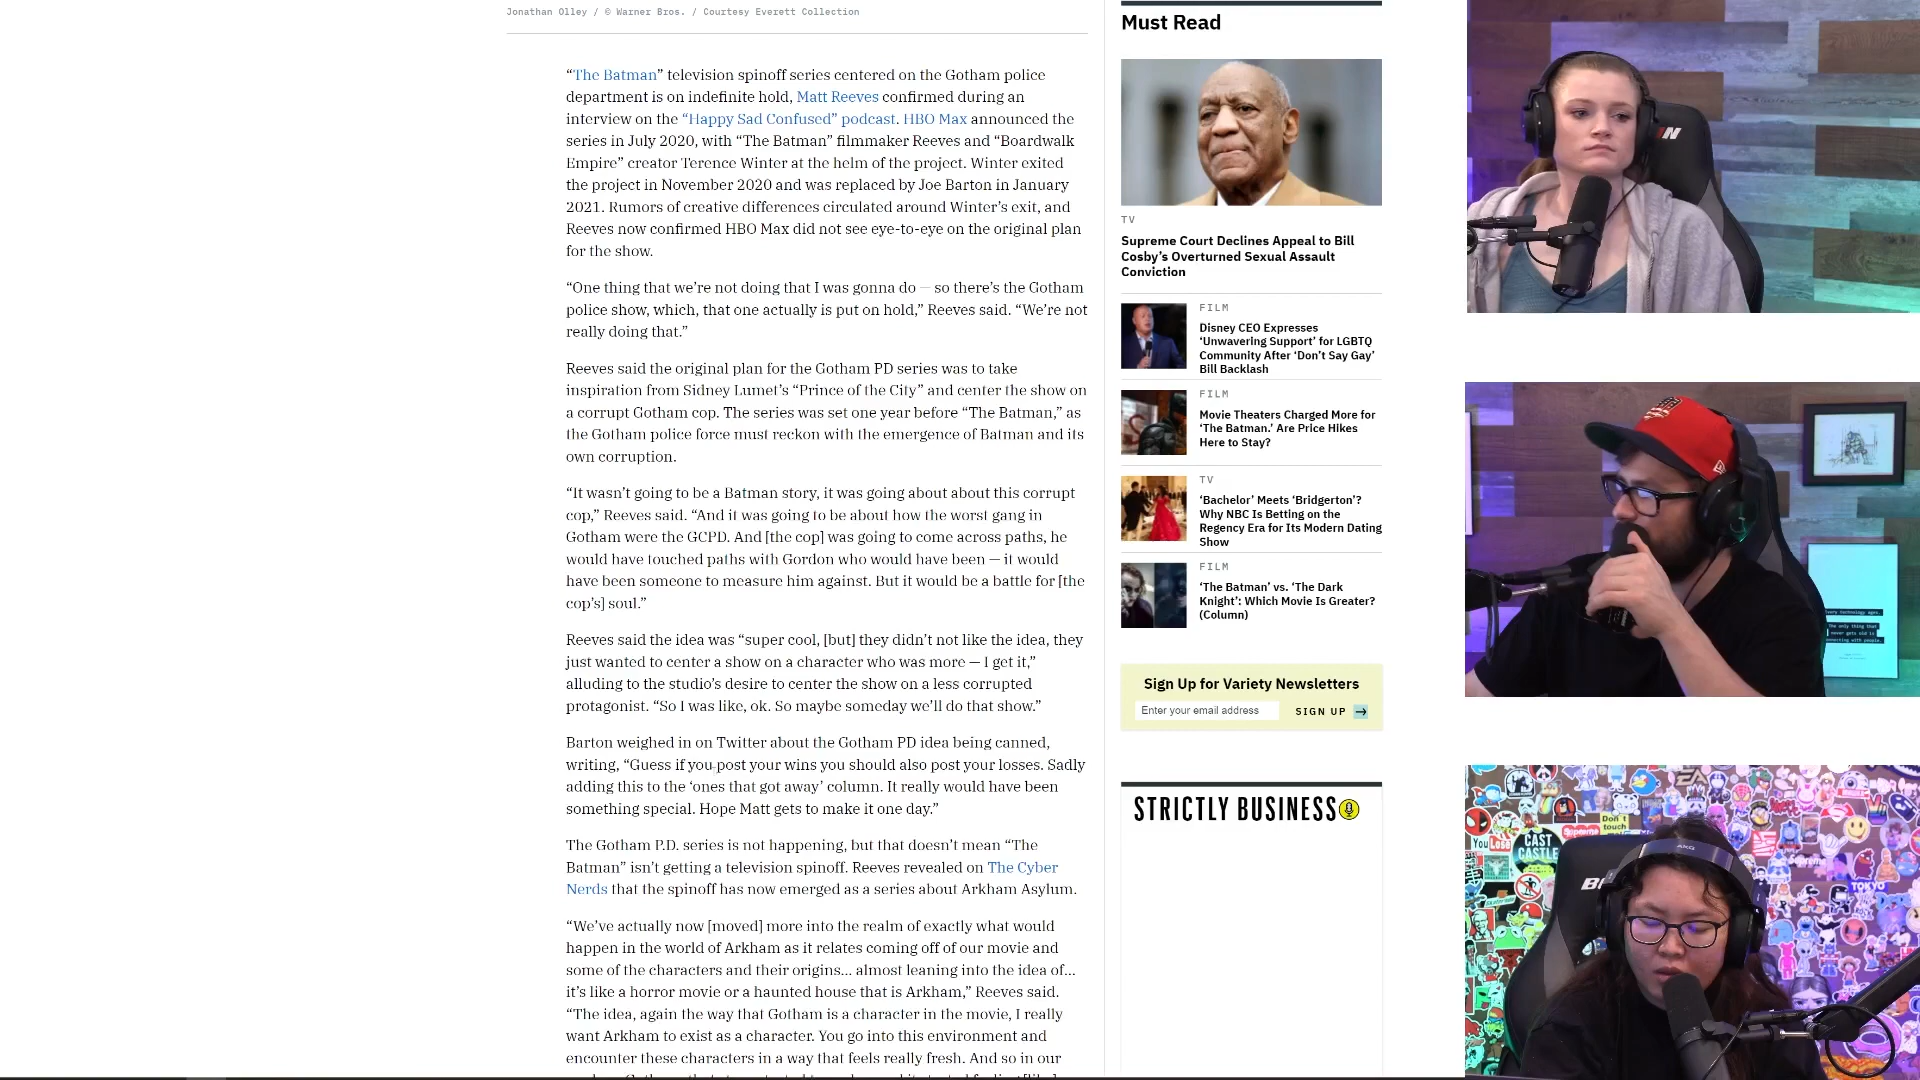 Jonathan Olley / © Warner Bros. / Courtesy Everett Collection
“The Batman” television spinoff series centered on the Gotham police
department is on indefinite hold, Matt Reeves confirmed during an
interview on the “Happy Sad Confused” podcast. HBO Max announced the
series in July 2020, with “The Batman” filmmaker Reeves and “Boardwalk
Empire” creator Terence Winter at the helm of the project. Winter exited
the project in November 2020 and was replaced by Joe Barton in January
2021. Rumors of creative differences circulated around Winter’s exit, and
Reeves now confirmed HBO Max did not see eye-to-eye on the original plan
for the show.
“One thing that we’re not doing that I was gonna do — so there’s the Gotham
police show, which, that one actually is put on hold,” Reeves said. “We’re not
really doing that.”
Reeves said the original plan for the Gotham PD series was to take
inspiration from Sidney Lumet’s “Prince of the City” and center the show on
a corrupt Gotham cop. The series was set one year before “The Batman,” as
the Gotham police force must reckon with the emergence of Batman and its
own corruption.
“It wasn’t going to be a Batman story, it was going about about this corrupt
cop,” Reeves said. “And it was going to be about how the worst gang in
Gotham were the GCPD. And [the cop] was going to come across paths, he
would have touched paths with Gordon who would have been — it would
have been someone to measure him against. But it would be a battle for [the
cop’s] soul.”
Reeves said the idea was “super cool, [but] they didn’t not like the idea, they
just wanted to center a show on a character who was more — I get it,”
alluding to the studio’s desire to center the show on a less corrupted
protagonist. “So I was like, ok. So maybe someday we’ll do that show.”
Barton weighed in on Twitter about the Gotham PD idea being canned,
writing, “Guess if you post your wins you should also post your losses. Sadly
adding this to the ‘ones that got away’ column. It really would have been
something special. Hope Matt gets to make it one day.”
The Gotham P.D. series is not happening, but that doesn’t mean “The
Batman” isn’t getting a television spinoff. Reeves revealed on The Cyber
Nerds that the spinoff has now emerged as a series about Arkham Asylum.
“We’ve actually now [moved] more into the realm of exactly what would
happen in the world of Arkham as it relates coming off of our movie and
some of the characters and their origins… almost leaning into the idea of…
it’s like a horror movie or a haunted house that is Arkham,” Reeves said.
“The idea, again the way that Gotham is a character in the movie, I really
want Arkham to exist as a character. You go into this environment and
encounter these characters in a way that feels really fresh. And so in our
Must Read
TV
Supreme Court Declines Appeal to Bill
Cosby’s Overturned Sexual Assault
Conviction
FILM
Disney CEO Expresses
‘Unwavering Support’ for LGBTQ
Community After ‘Don’t Say Gay’
Bill Backlash
FILM
Movie Theaters Charged More for
‘The Batman.’ Are Price Hikes
Here to Stay?
TV
‘Bachelor’ Meets ‘Bridgerton’?
Why NBC Is Betting on the
Regency Era for Its Modern Dating
Show
FILM
‘The Batman’ vs. ‘The Dark
Knight’: Which Movie Is Greater?
(Column)
Sign Up for Variety Newsletters
Enter your email address
SIGN UP →
STRICTLY BUSINESS
Every technology ages.
The only thing that
never gets old is
connecting with people.
EA
Don't
touch
Supreme
You Lose
CAST
CASTLE
AKG
Supreme
TOKYO